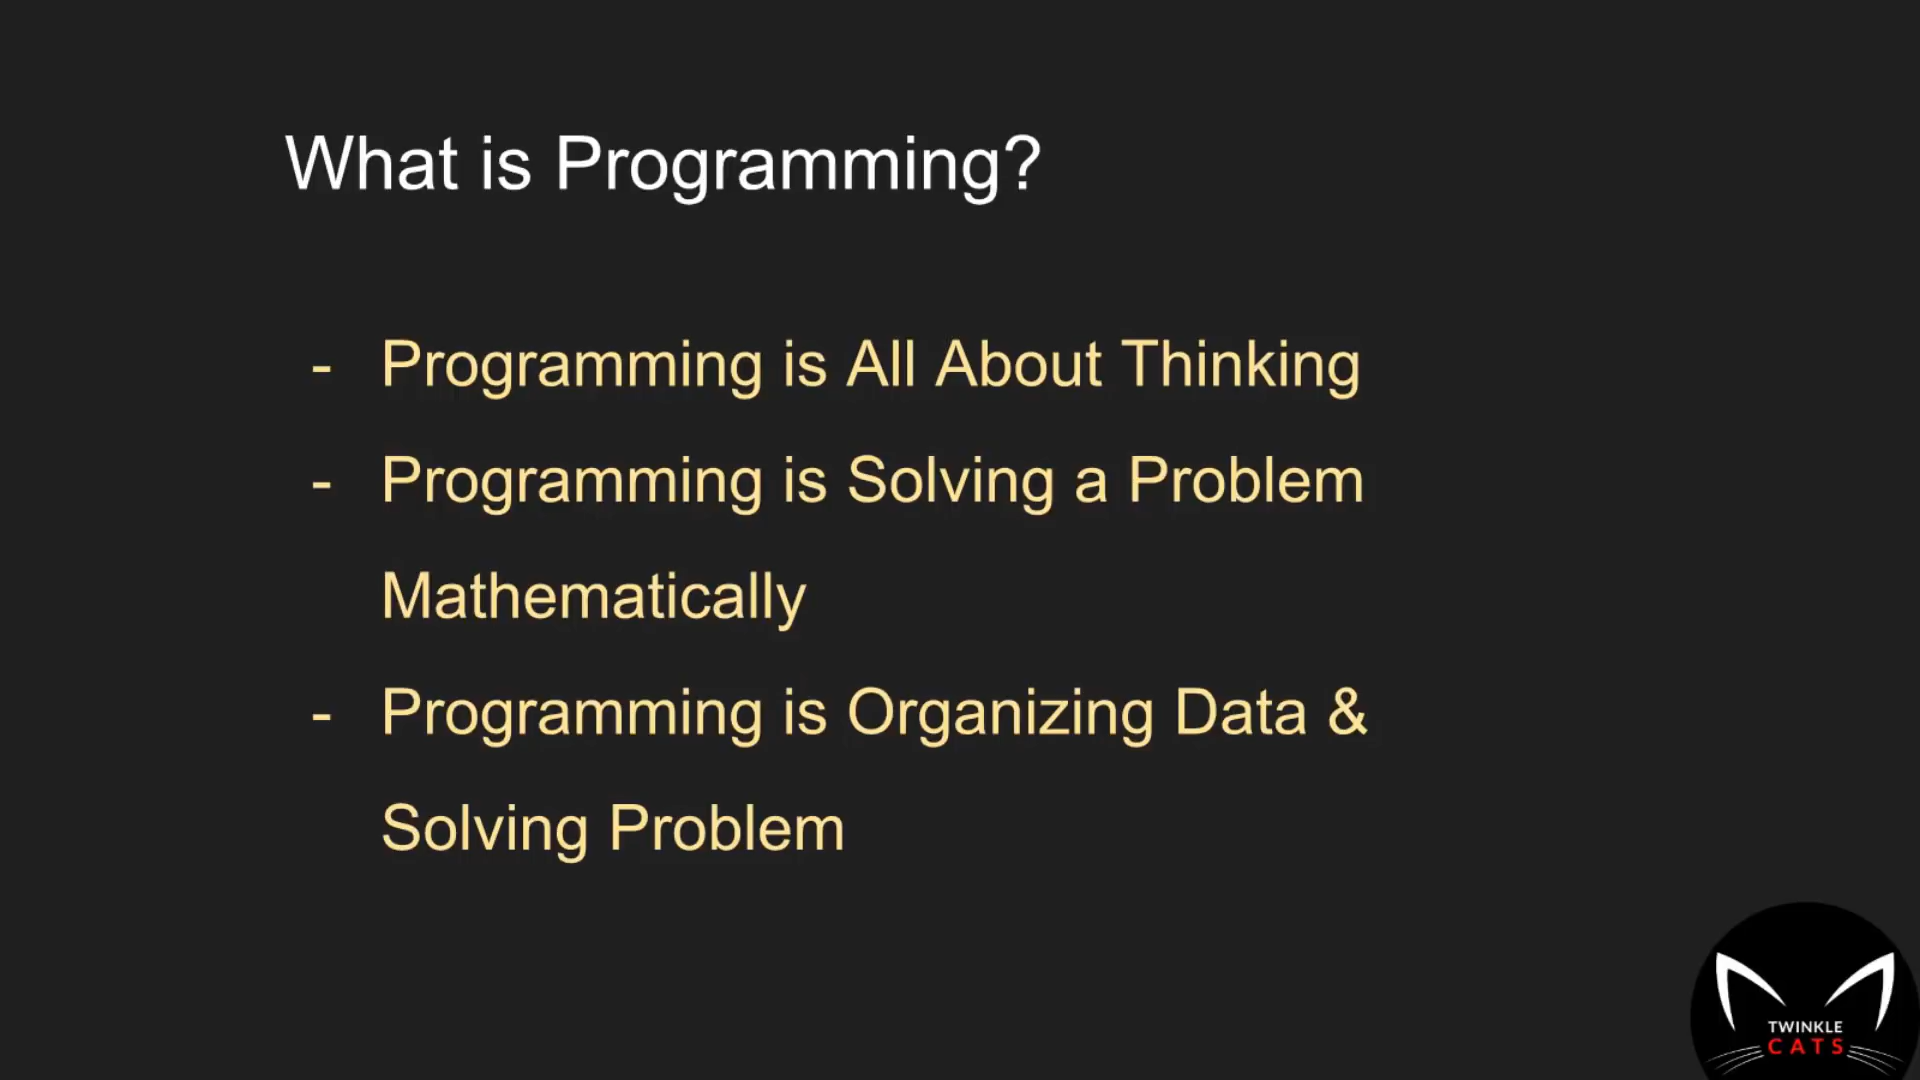 What is Programming?
- Programming is All About Thinking
- Programming is Solving a Problem
Mathematically
- Programming is Organizing Data &
Solving Problem
TWINKLE
CATS